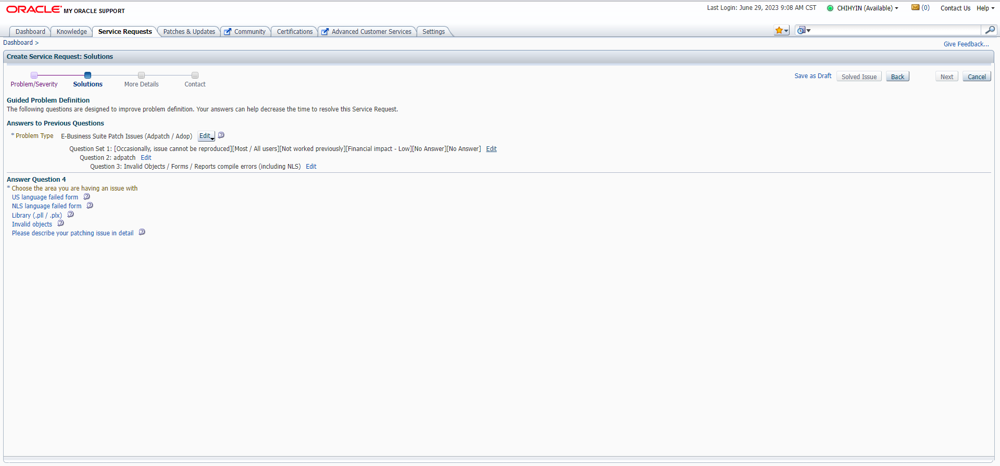 ORACLE MY ORACLE SUPPORT
Last Login: June 29, 2023 9:08 AM CST CHIHYIN (Available) (0) Contact Us Help
Dashboard Knowledge Service Requests Patches & Updates Community Certifications Advanced Customer Services Settings
Dashboard >
Give Feedback...
Create Service Request: Solutions
Problem/Severity Solutions More Details Contact
Save as Draft Solved Issue Back Next Cancel
Guided Problem Definition
The following questions are designed to improve problem definition. Your answers can help decrease the time to resolve this Service Request.
Answers to Previous Questions
* Problem Type E-Business Suite Patch Issues (Adpatch / Adop) Edit
Question Set 1: [Occasionally, issue cannot be reproduced][Most / All users][Not worked previously][Financial impact - Low][No Answer][No Answer] Edit
Question 2: adpatch Edit
Question 3: Invalid Objects / Forms / Reports compile errors (including NLS) Edit
Answer Question 4
* Choose the area you are having an issue with
US language failed form
NLS language failed form
Library (.pll / .plx)
Invalid objects
Please describe your patching issue in detail